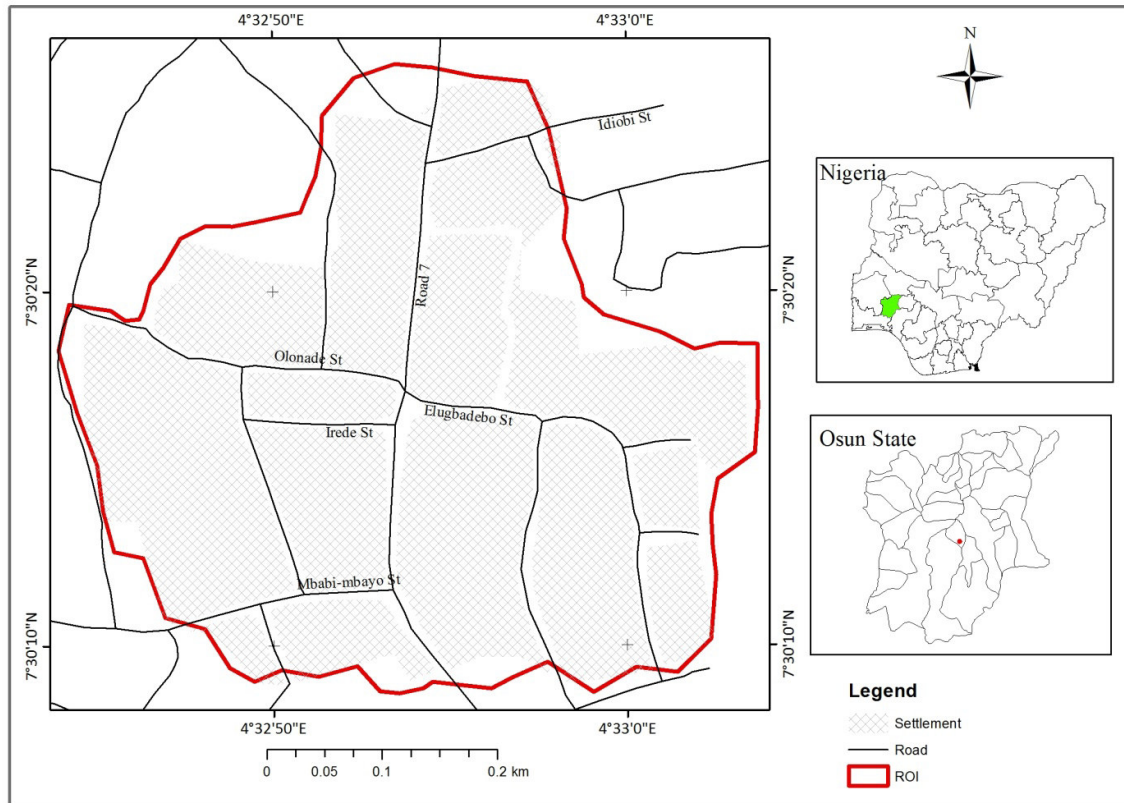 4°32'50"E
4°33'0"E
N
Idiobi St
Nigeria
7°30'20"N
Road 7
7°30'20"N
Olonade St
Elugbadebo St
Irede St
Osun State
Mbabi-mbayo St
7°30'10"N
7°30'10"N
4°32'50"E
4°33'0"E
0
0.05
0.1
0.2 km
Legend
Settlement
Road
ROI